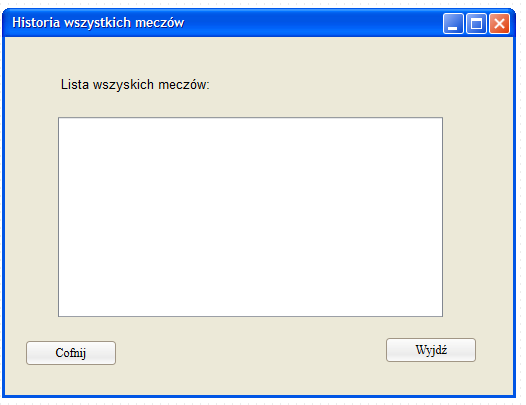 Historia wszystkich meczów
Lista wszyskich meczów:
Cofnij
Wyjdź